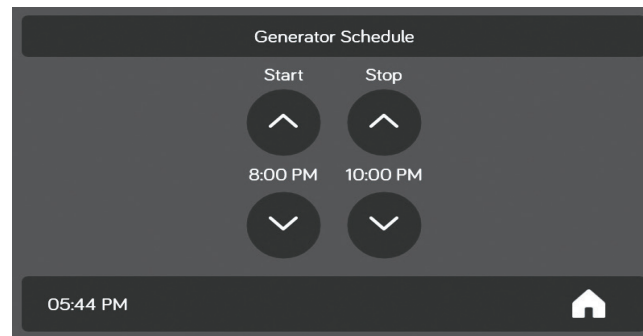 Generator Schedule
Start Stop
8:00 PM 10:00 PM
05:44 PM